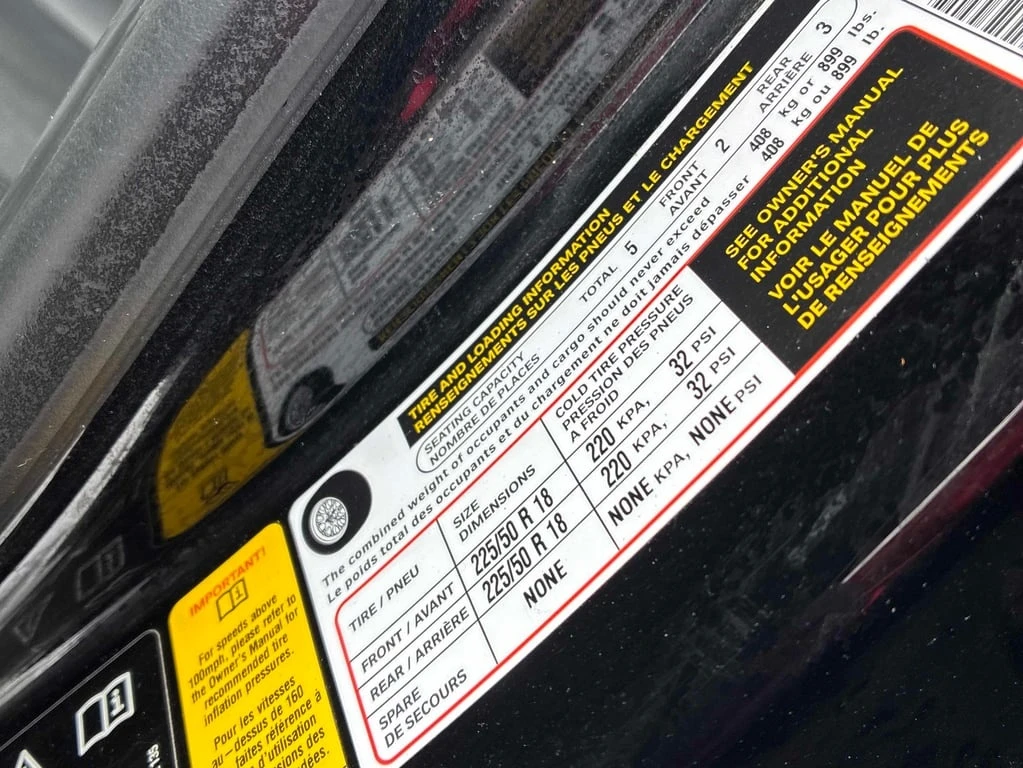 TIRE AND LOADING INFORMATION
RENSEIGNEMENTS SUR LES PNEUS ET LE CHARGEMENT
SEATING CAPACITY
NOMBRE DE PLACES
TOTAL 5
FRONT
AVANT 2
REAR
ARRIÈRE 3
The combined weight of occupants and cargo should never exceed 408 kg or 899 lbs.
Le poids total des occupants et du chargement ne doit jamais dépasser 408 kg ou 899 lb.
TIRE / PNEU
SIZE
DIMENSIONS
COLD TIRE PRESSURE
PRESSION DES PNEUS
A FROID
FRONT / AVANT 225/50 R 18 220 KPA, 32 PSI
REAR / ARRIÈRE 225/50 R 18 220 KPA, 32 PSI
SPARE
DE SECOURS NONE NONE KPA, NONE PSI
SEE OWNER'S MANUAL
FOR ADDITIONAL
INFORMATION
VOIR LE MANUEL DE
L'USAGER POUR PLUS
DE RENSEIGNEMENTS
IMPORTANT!
For speeds above
100mph, please refer to
the Owner's Manual for
recommended tire
inflation pressures.
Pour les vitesses
au-dessus de 160
faites référence à
d'utilisation